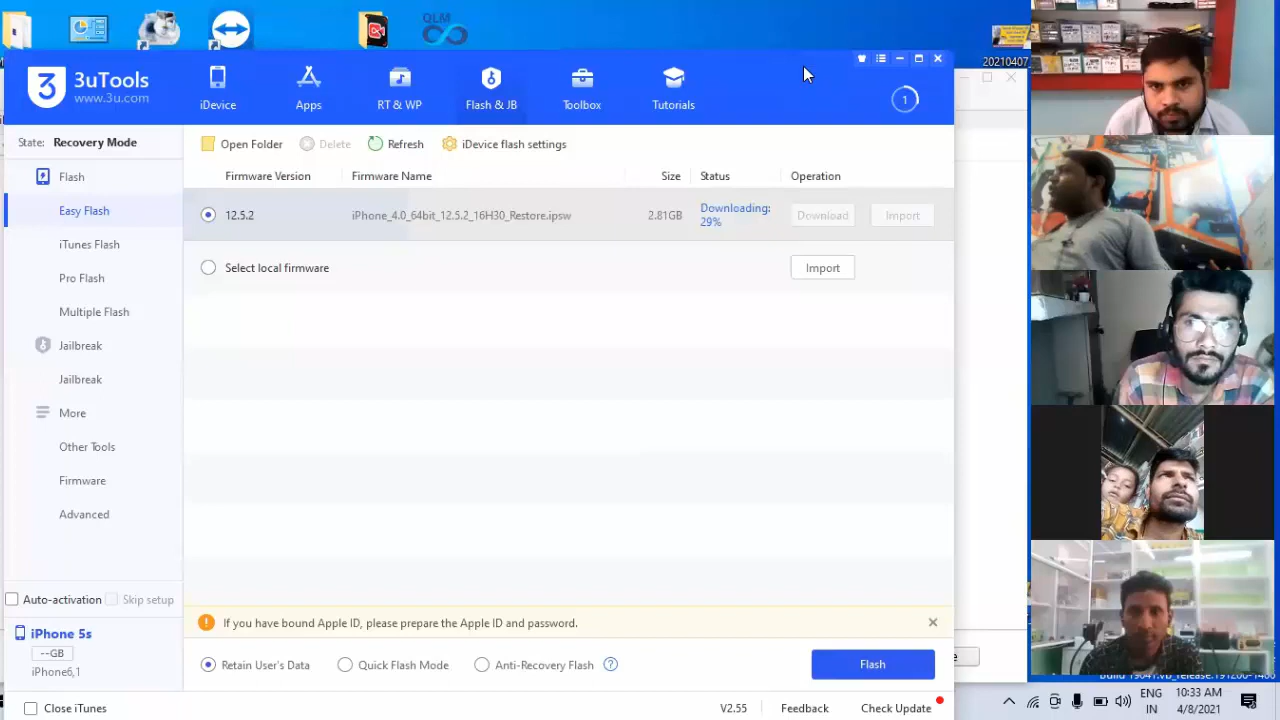 QLM
20210407
3uTools
www.3u.com
iDevice
Apps
RT & WP
Flash & JB
Toolbox
Tutorials
1
State: Recovery Mode
Open Folder
Delete
Refresh
iDevice flash settings
Flash
Easy Flash
iTunes Flash
Pro Flash
Multiple Flash
Jailbreak
Jailbreak
More
Other Tools
Firmware
Advanced
Firmware Version
Firmware Name
Size
Status
Operation
12.5.2
iPhone_4.0_64bit_12.5.2_16H30_Restore.ipsw
2.81GB
Downloading:
29%
Download
Import
Select local firmware
Import
Auto-activation
Skip setup
iPhone 5s
--GB
iPhone6,1
If you have bound Apple ID, please prepare the Apple ID and password.
Retain User's Data
Quick Flash Mode
Anti-Recovery Flash
Flash
Close iTunes
V2.55
Feedback
Check Update
ENG
IN
10:33 AM
4/8/2021